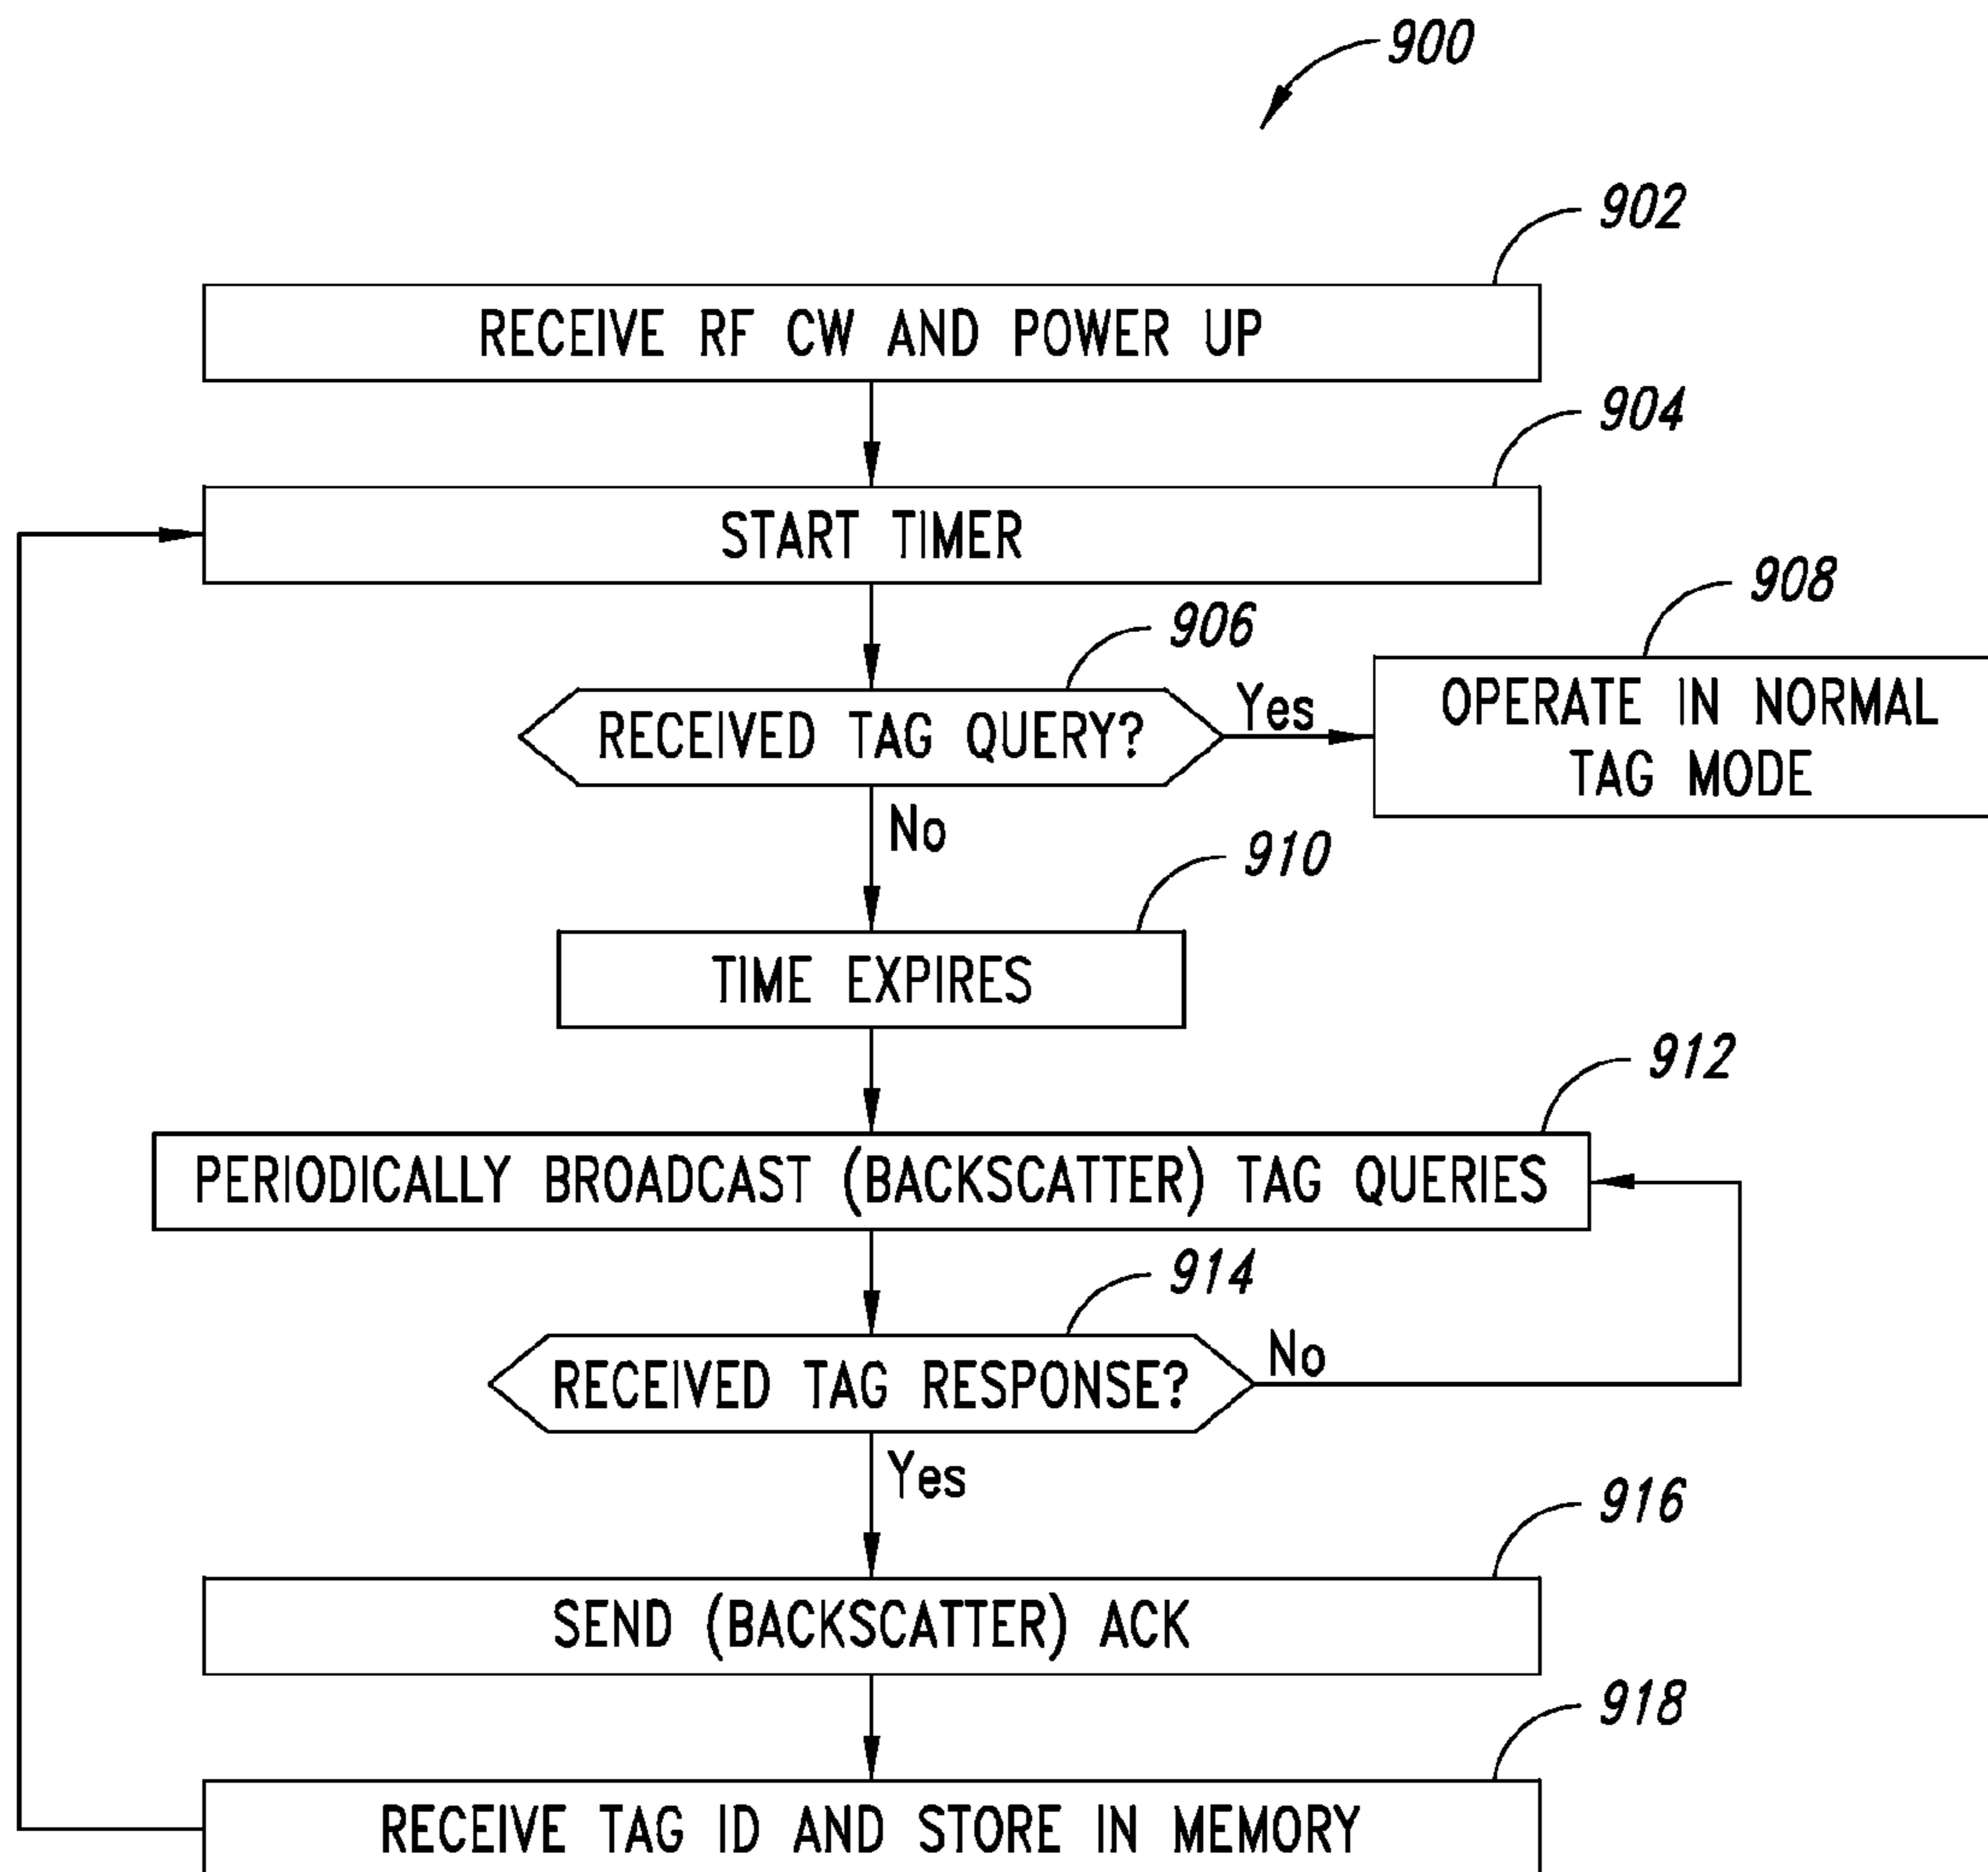 900
902
RECEIVE RF CW AND POWER UP
904
START TIMER
906
908
RECEIVED TAG QUERY?
Yes
OPERATE IN NORMAL
TAG MODE
No
910
TIME EXPIRES
912
PERIODICALLY BROADCAST (BACKSCATTER) TAG QUERIES
914
RECEIVED TAG RESPONSE?
No
Yes
916
SEND (BACKSCATTER) ACK
918
RECEIVE TAG ID AND STORE IN MEMORY